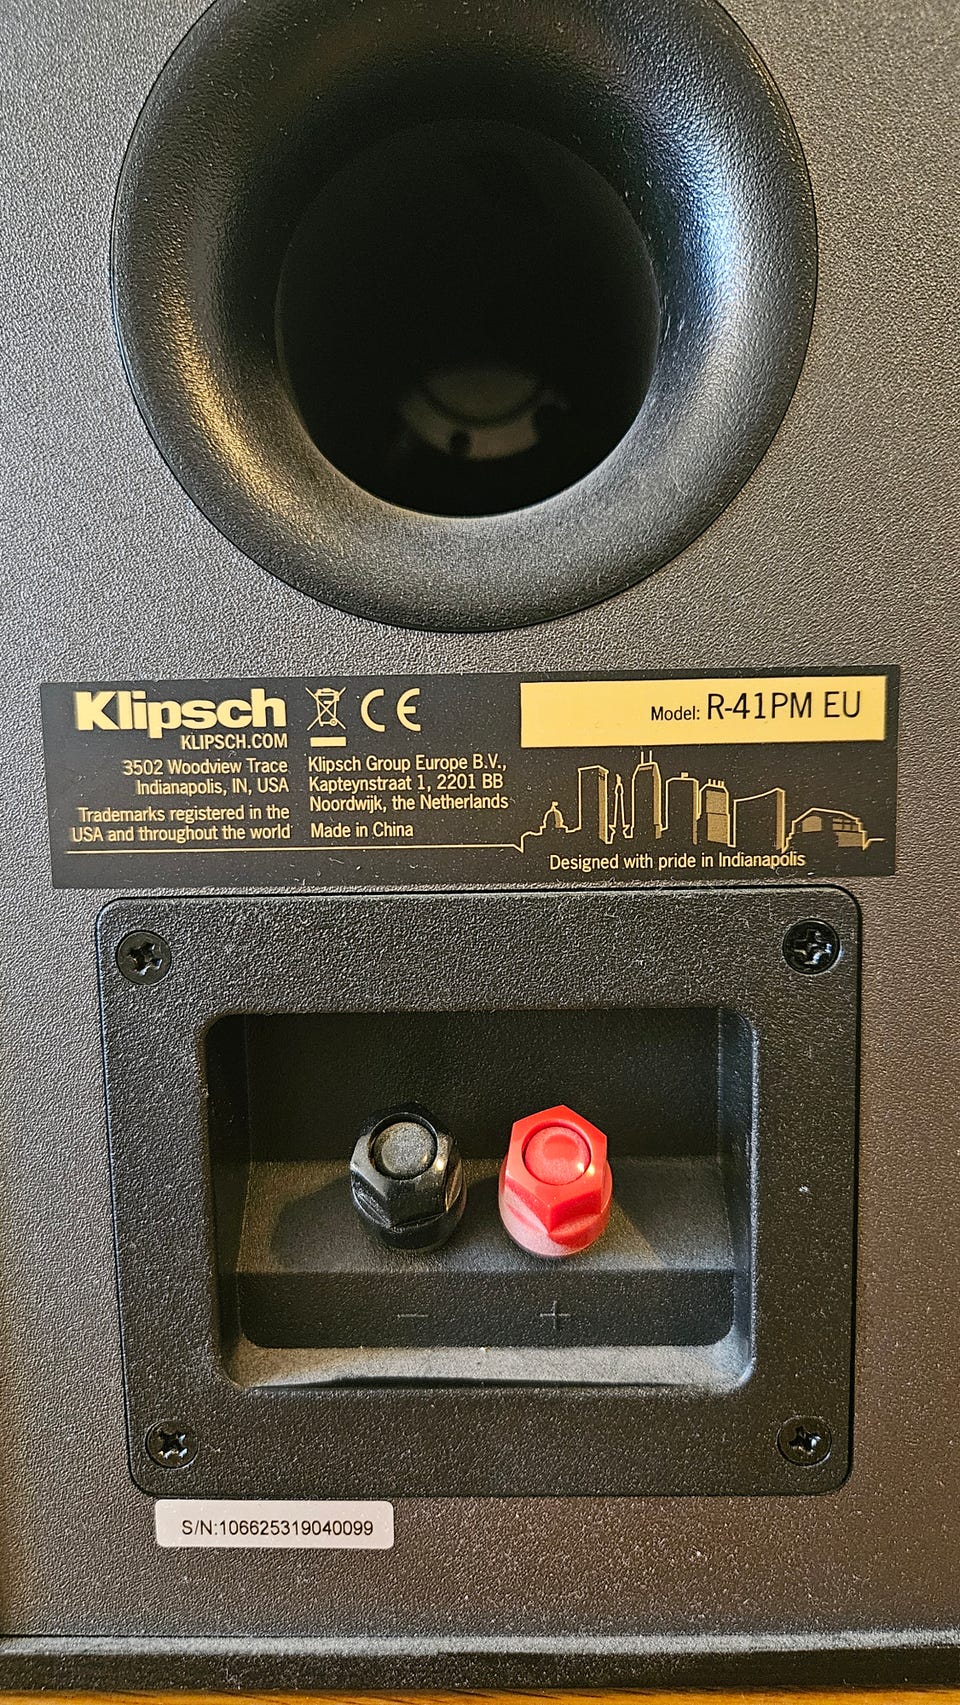 Klipsch
KLIPSCH.COM
3502 Woodview Trace
Indianapolis, IN, USA
Trademarks registered in the
USA and throughout the world
CE
Klipsch Group Europe B.V.,
Kapteynstraat 1, 2201 BB
Noordwijk, the Netherlands
Made in China
Model: R-41PM EU
Designed with pride in Indianapolis
- +
S/N:106625319040099